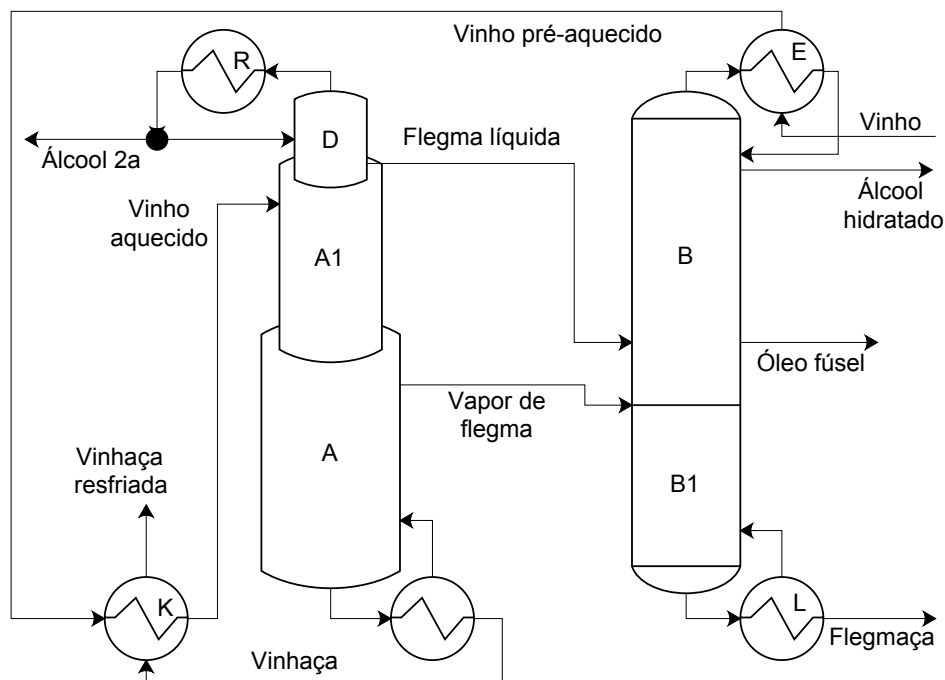 Vinho pré-aquecido
E
R
Vinho
D
Flegma líquida
Álcool 2a
Álcool
hidratado
Vinho
aquecido
A1
B
Óleo fúsel
Vapor de
flegma
A
Vinhaça
resfriada
B1
K
L
Vinhaça
Flegmaça